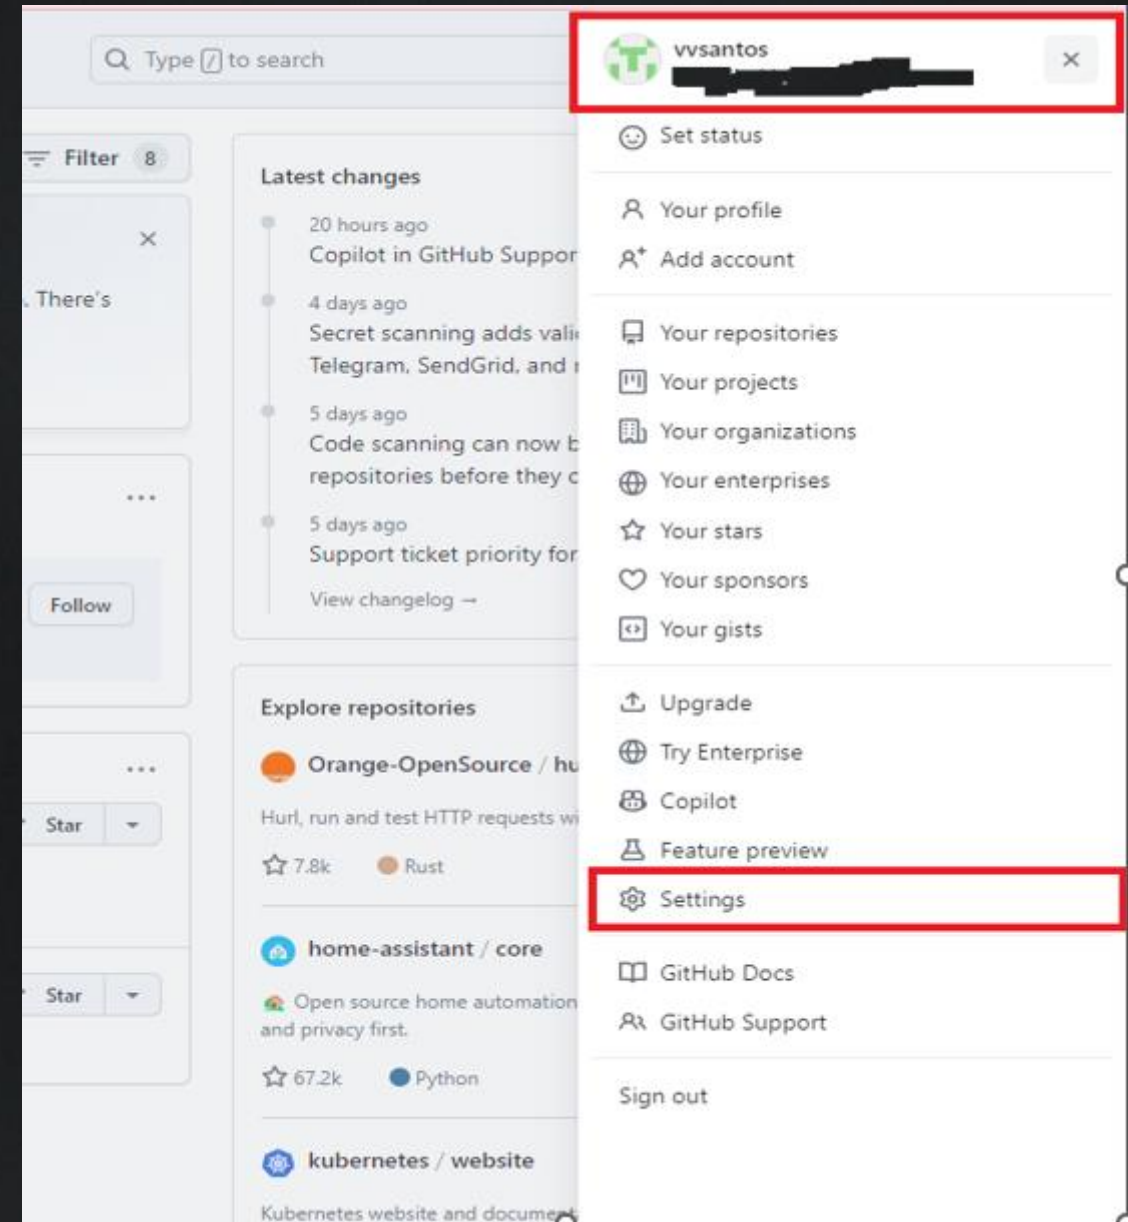 Type / to search
Filter 8
. There's
Follow
Star
Star
Latest changes
20 hours ago
Copilot in GitHub Suppor
4 days ago
Secret scanning adds vali
Telegram, SendGrid, and
5 days ago
Code scanning can now b
repositories before they c
5 days ago
Support ticket priority for
View changelog →
Explore repositories
Orange-OpenSource / hu
Hurl, run and test HTTP requests wi
7.8k Rust
home-assistant / core
Open source home automation
and privacy first.
67.2k Python
kubernetes / website
Kubernetes website and document
vvsantos
Set status
Your profile
Add account
Your repositories
Your projects
Your organizations
Your enterprises
Your stars
Your sponsors
Your gists
Upgrade
Try Enterprise
Copilot
Feature preview
Settings
GitHub Docs
GitHub Support
Sign out